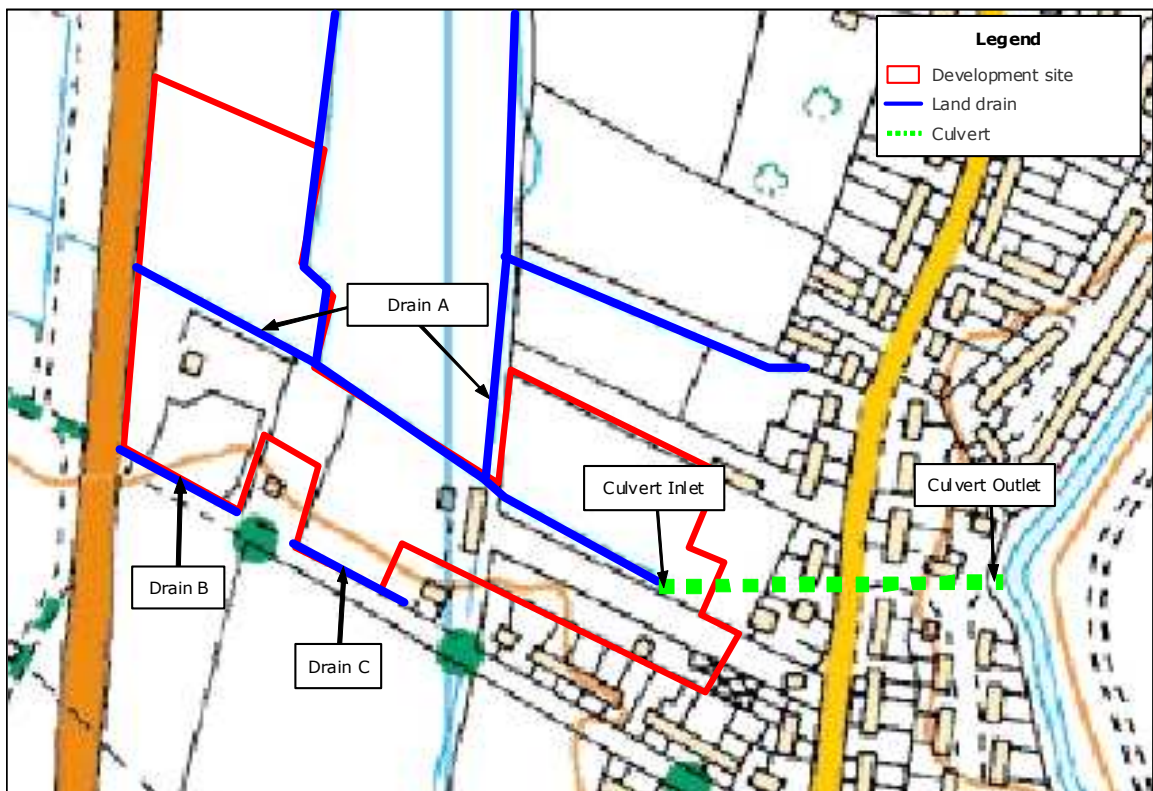 Legend
Development site
Land drain
Culvert
Drain A
Culvert Inlet
Culvert Outlet
Drain B
Drain C